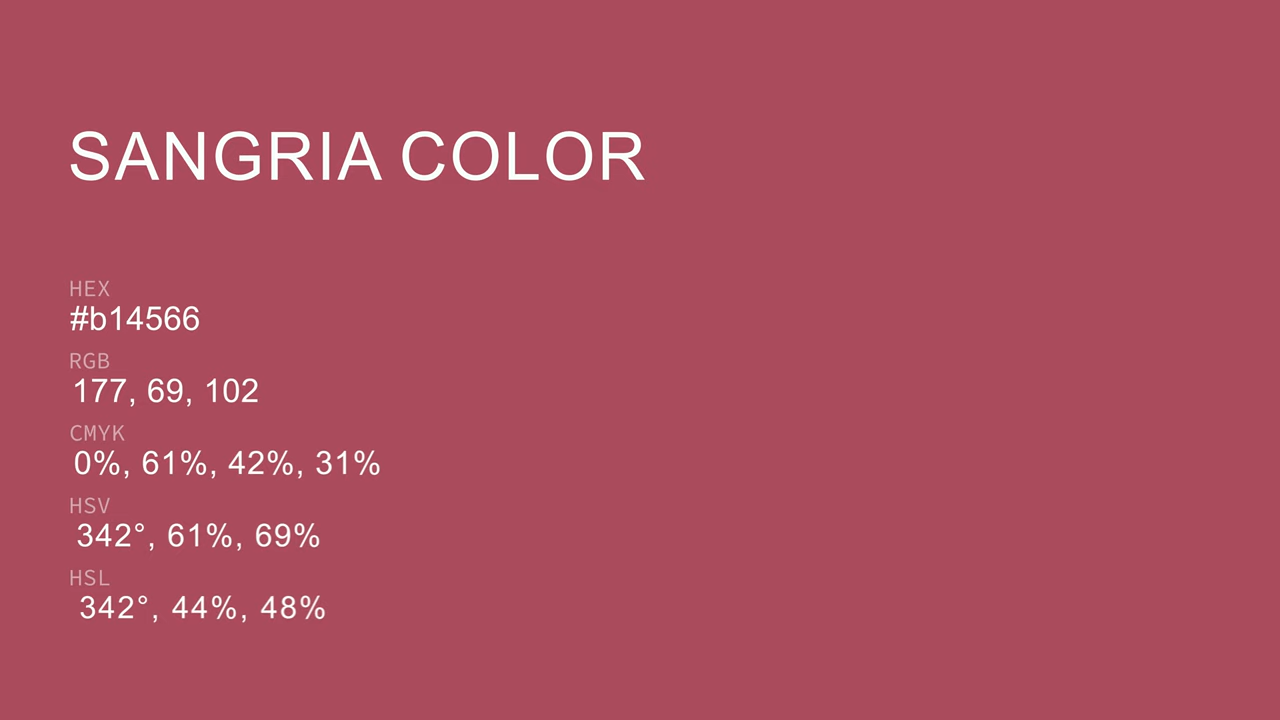 SANGRIA COLOR
HEX
#b14566
RGB
177, 69, 102
CMYK
0%, 61%, 42%, 31%
HSV
342°, 61%, 69%
HSL
342°, 44%, 48%